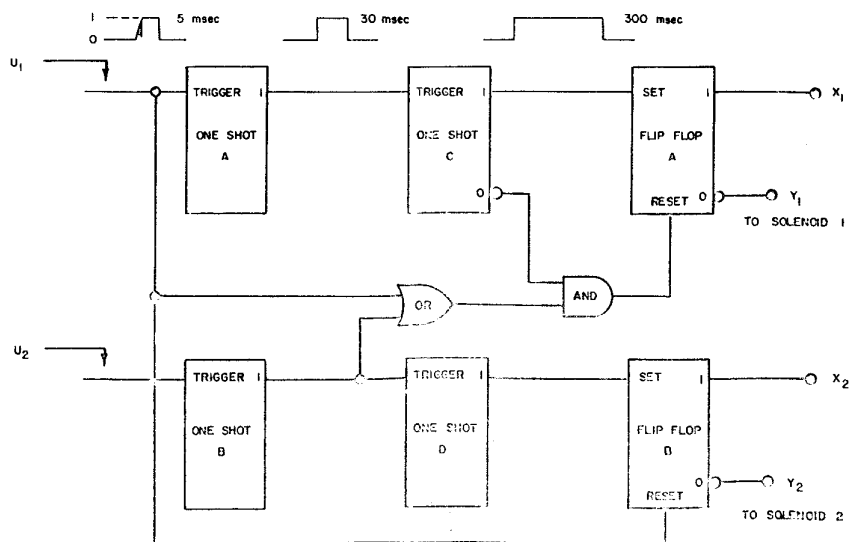 1 5 msec 30 msec 300 msec
0
U1
TRIGGER 1 TRIGGER 1 SET 1 X1
ONE SHOT ONE SHOT FLIP FLOP
A C A
0 0 Y1
RESET
TO SOLENOID 1
OR AND
U2
TRIGGER 1 TRIGGER 1 SET 1 X2
ONE SHOT ONE SHOT FLIP FLOP
B D B
0 Y2
RESET
TO SOLENOID 2